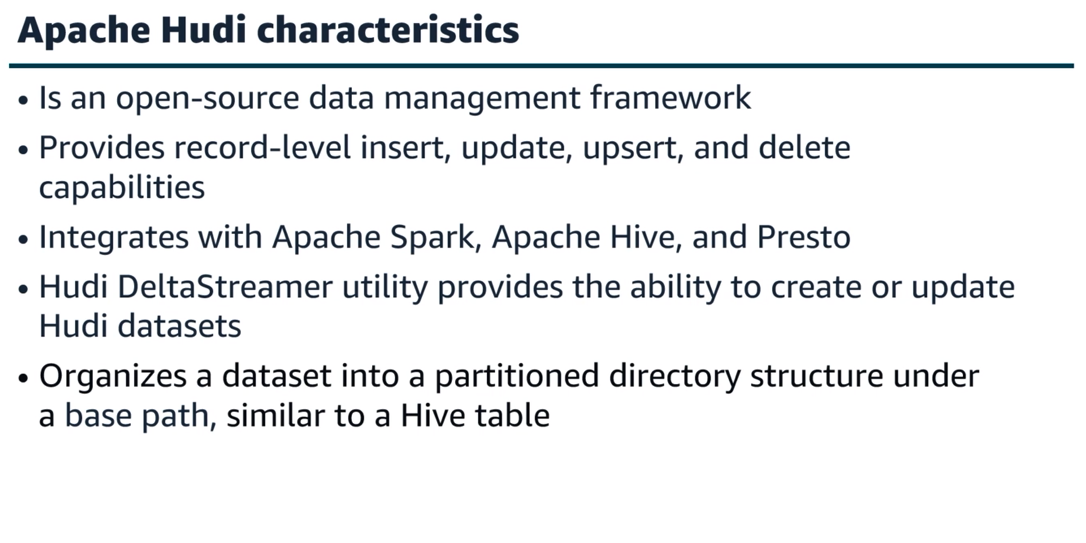 Apache Hudi characteristics
• Is an open-source data management framework
• Provides record-level insert, update, upsert, and delete
capabilities
• Integrates with Apache Spark, Apache Hive, and Presto
• Hudi DeltaStreamer utility provides the ability to create or update
Hudi datasets
• Organizes a dataset into a partitioned directory structure under
a base path, similar to a Hive table